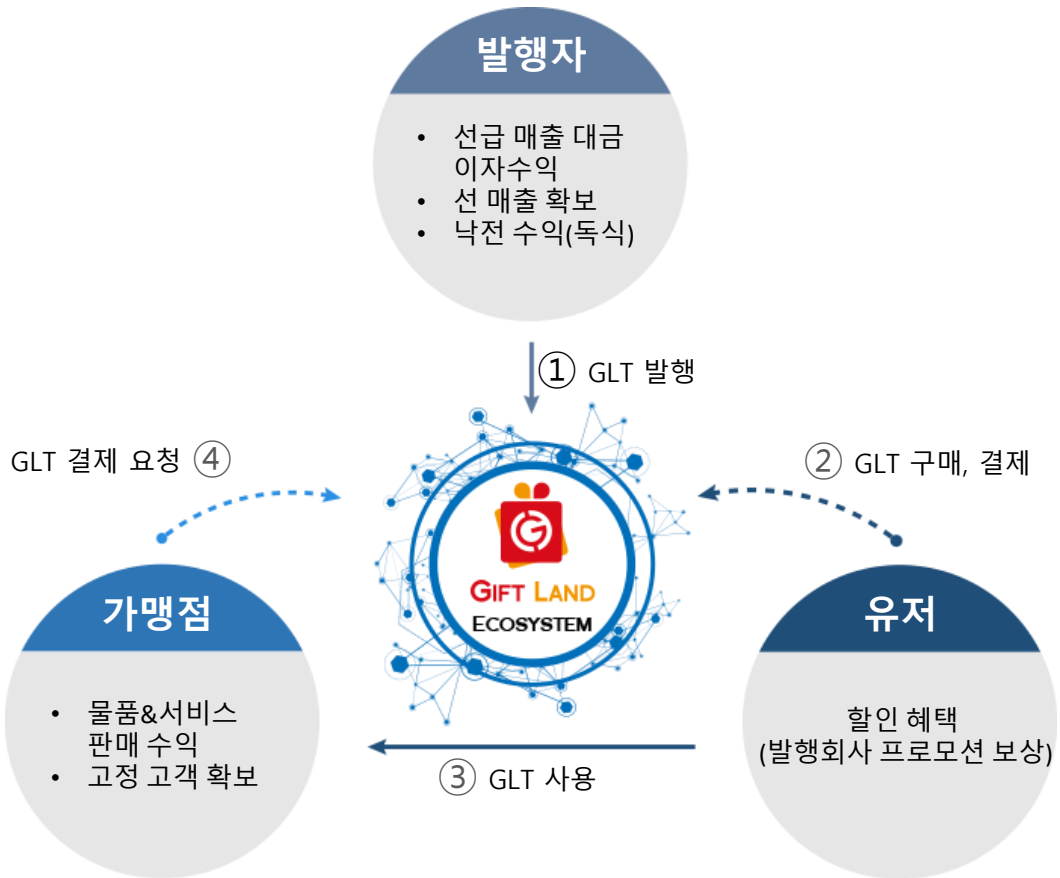 발행자
• 선급 매출 대금
이자수익
• 선 매출 확보
• 낙전 수익(독식)
① GLT 발행
GLT 결제 요청 ④
② GLT 구매, 결제
GIFT LAND
ECOSYSTEM
가맹점
• 물품&서비스
판매 수익
• 고정 고객 확보
유저
할인 혜택
(발행회사 프로모션 보상)
③ GLT 사용